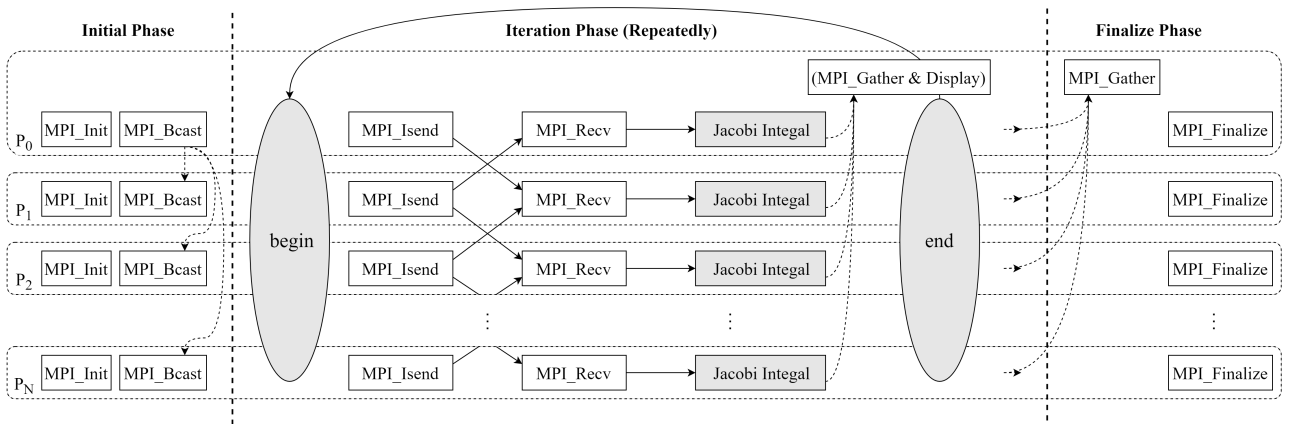 Initial Phase
Iteration Phase (Repeatedly)
Finalize Phase
(MPI_Gather & Display)
MPI_Gather
P0
MPI_Init
MPI_Bcast
MPI_Isend
MPI_Recv
Jacobi Integal
MPI_Finalize
P1
MPI_Init
MPI_Bcast
MPI_Isend
MPI_Recv
Jacobi Integal
MPI_Finalize
begin
end
P2
MPI_Init
MPI_Bcast
MPI_Isend
MPI_Recv
Jacobi Integal
MPI_Finalize
PN
MPI_Init
MPI_Bcast
MPI_Isend
MPI_Recv
Jacobi Integal
MPI_Finalize